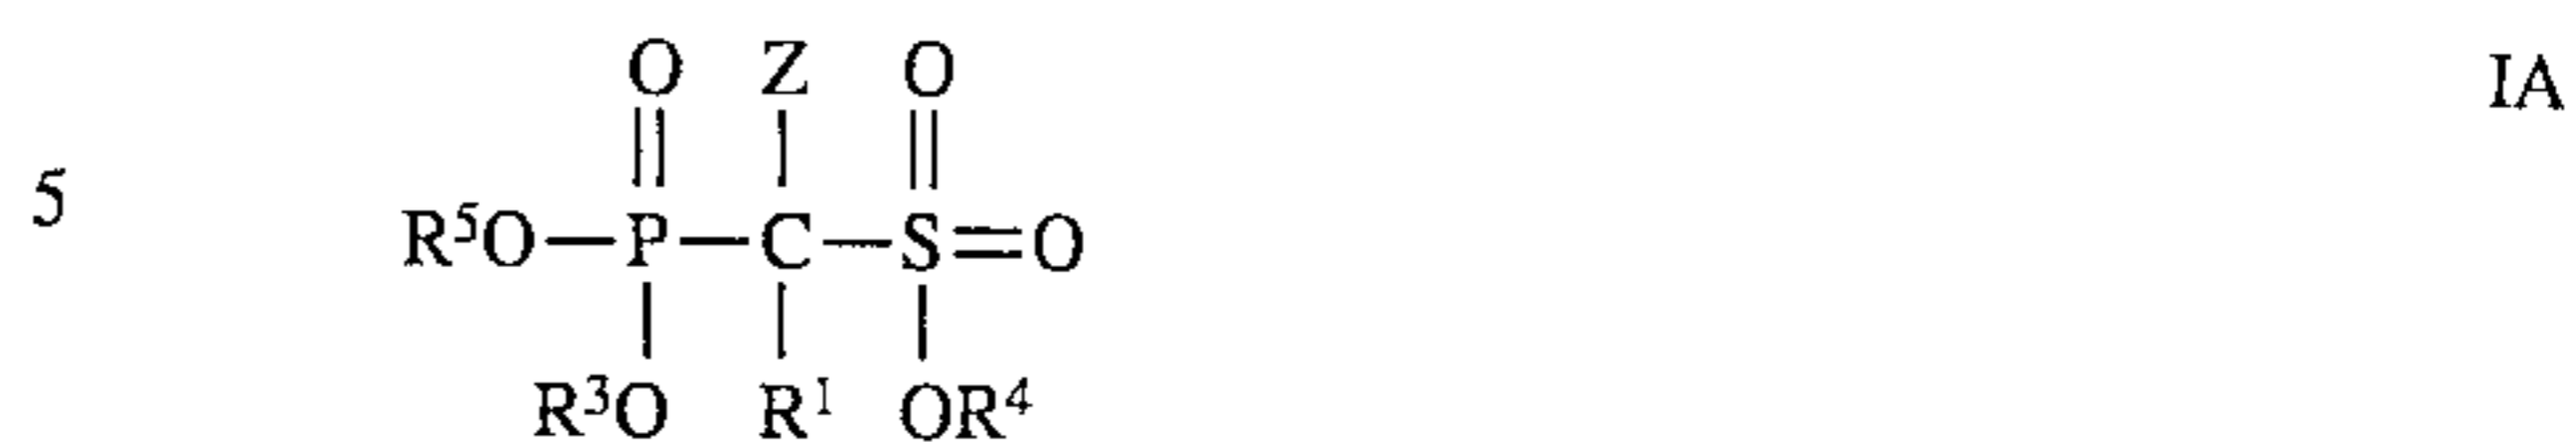 O Z O IA
5
R⁵O—P—C—S=O
R³O R¹ OR⁴